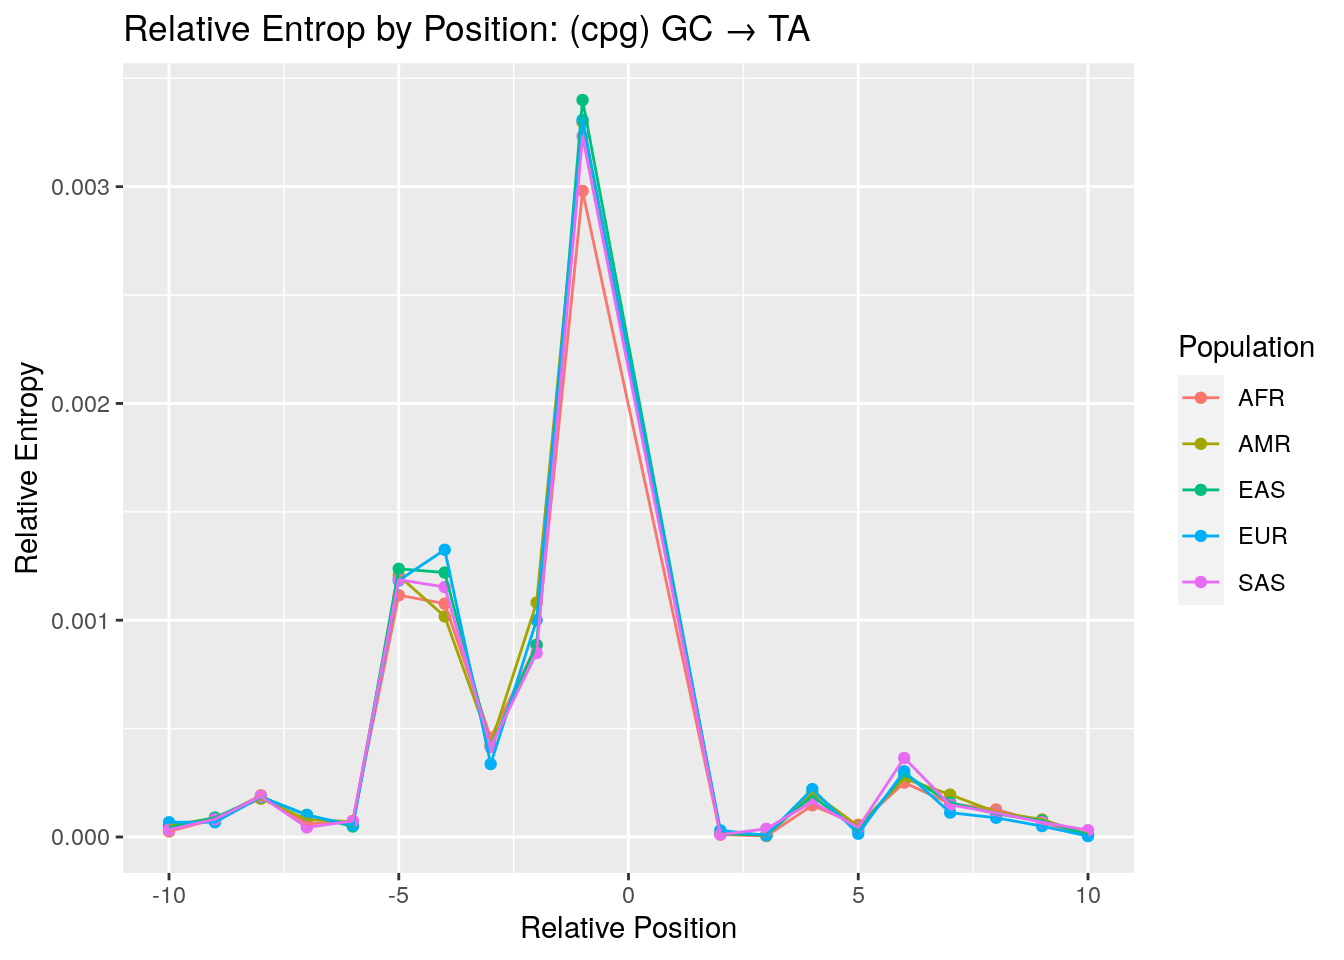 Relative Entrop by Position: (cpg) GC → TA
Relative Entropy
0.003
0.002
0.001
0.000
-10
-5
0
5
10
Relative Position
Population
AFR
AMR
EAS
EUR
SAS